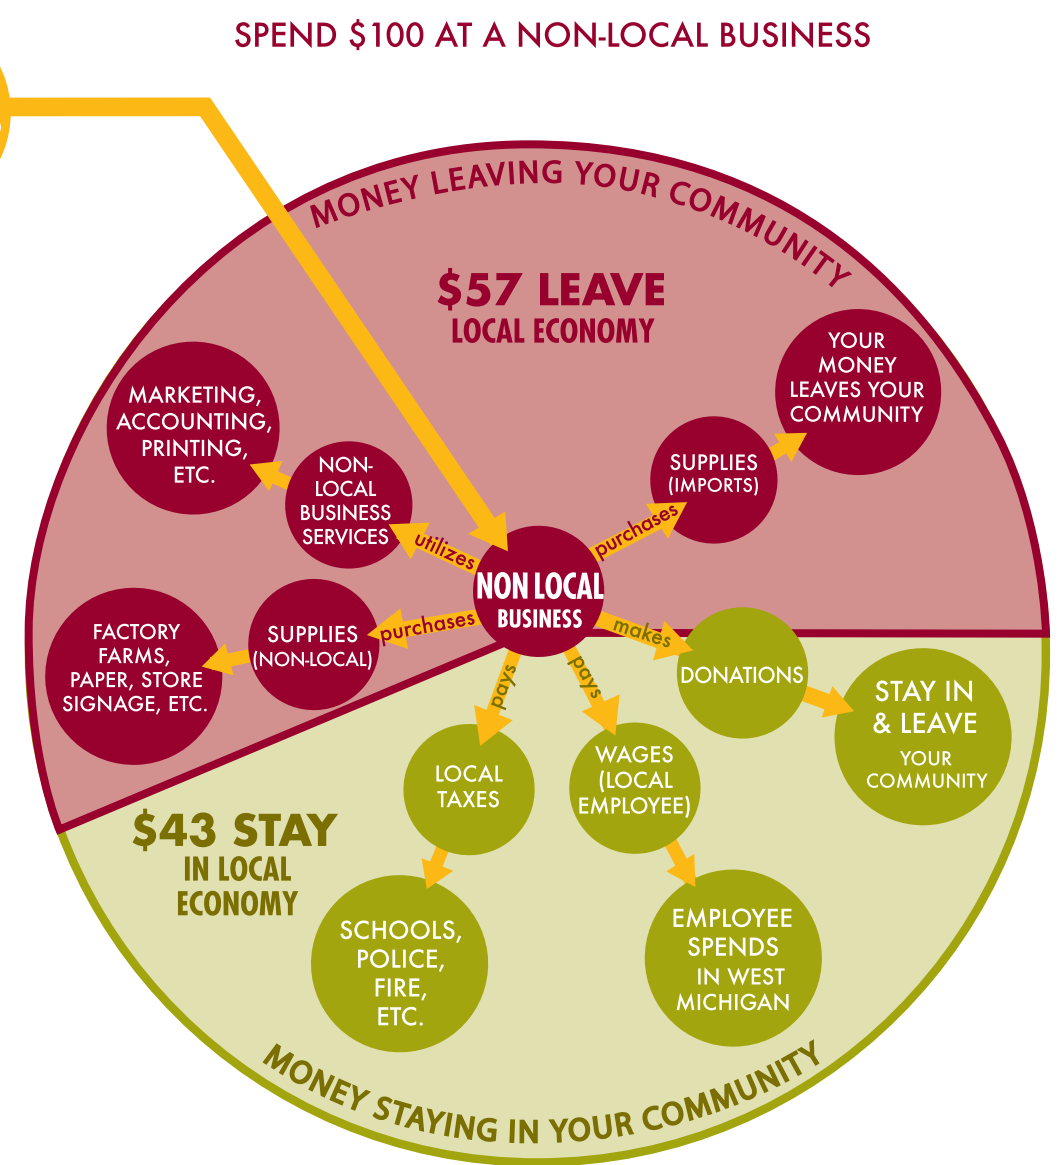 SPEND $100 AT A NON-LOCAL BUSINESS
MONEY LEAVING YOUR COMMUNITY
$57 LEAVE
LOCAL ECONOMY
YOUR
MONEY
LEAVES YOUR
COMMUNITY
MARKETING,
ACCOUNTING,
PRINTING,
ETC.
NON-
LOCAL
BUSINESS
SERVICES
SUPPLIES
(IMPORTS)
utilizes
purchases
NON LOCAL
BUSINESS
purchases
makes
FACTORY
FARMS,
PAPER, STORE
SIGNAGE, ETC.
SUPPLIES
(NON-LOCAL)
pays
pays
DONATIONS
STAY IN
& LEAVE
YOUR
COMMUNITY
LOCAL
TAXES
WAGES
(LOCAL
EMPLOYEE)
$43 STAY
IN LOCAL
ECONOMY
SCHOOLS,
POLICE,
FIRE,
ETC.
EMPLOYEE
SPENDS
IN WEST
MICHIGAN
MONEY STAYING IN YOUR COMMUNITY